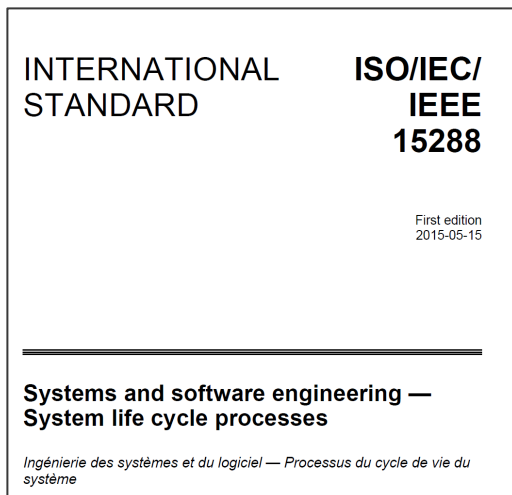 INTERNATIONAL
STANDARD
ISO/IEC/
IEEE
15288
First edition
2015-05-15
Systems and software engineering —
System life cycle processes
Ingénierie des systèmes et du logiciel — Processus du cycle de vie du
système